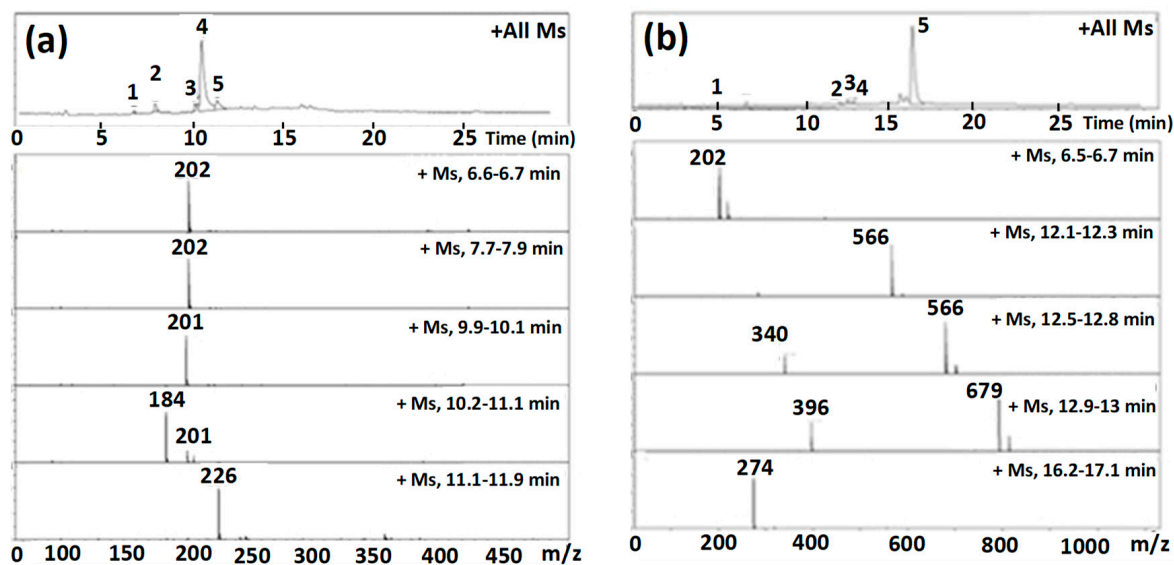 (a)
+All Ms
1 2 3 4 5
0 5 10 15 20 25 Time (min)
202
+ Ms, 6.6-6.7 min
202
+ Ms, 7.7-7.9 min
201
+ Ms, 9.9-10.1 min
184
201
+ Ms, 10.2-11.1 min
226
+ Ms, 11.1-11.9 min
0 100 150 200 250 300 350 400 450 m/z
(b)
+All Ms
1 2 3 4 5
0 5 10 15 20 25 Time (min)
202
+ Ms, 6.5-6.7 min
566
+ Ms, 12.1-12.3 min
340
566
+ Ms, 12.5-12.8 min
396
679
+ Ms, 12.9-13 min
274
+ Ms, 16.2-17.1 min
0 200 400 600 800 1000 m/z